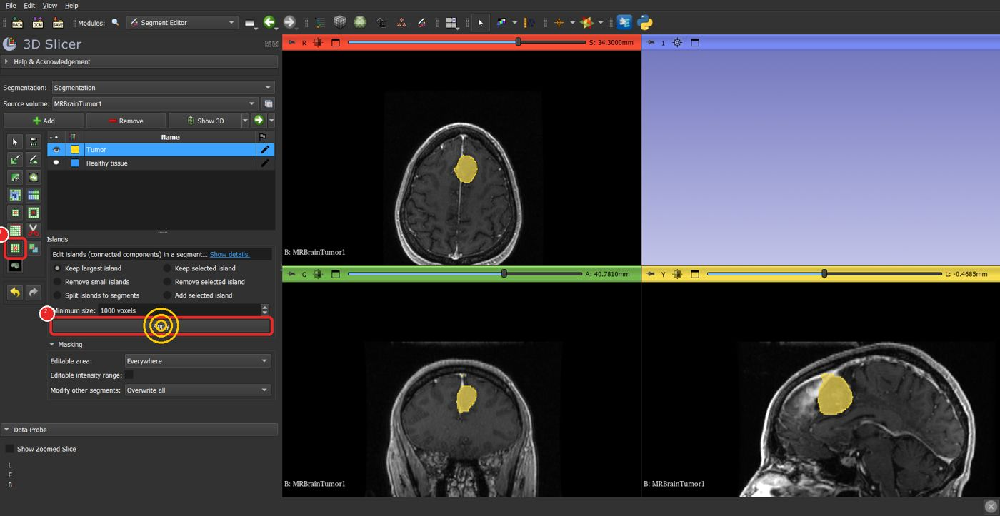 File Edit View Help
DATA DCM SAVE Modules: Segment Editor
3D Slicer
Help & Acknowledgement
Segmentation: Segmentation
Source volume: MRBrainTumor1
Add Remove Show 3D
Name
Tumor
Healthy tissue
Islands
Edit islands (connected components) in a segment... Show details.
Keep largest island Keep selected island
Remove small islands Remove selected island
Split islands to segments Add selected island
2
Minimum size: 1000 voxels
Apply
Masking
Editable area: Everywhere
Editable intensity range:
Modify other segments: Overwrite all
Data Probe
Show Zoomed Slice
L
F
B
R S: 34.3000mm
B: MRBrainTumor1
1
G A: 40.7810mm
B: MRBrainTumor1
Y L: -0.4685mm
B: MRBrainTumor1